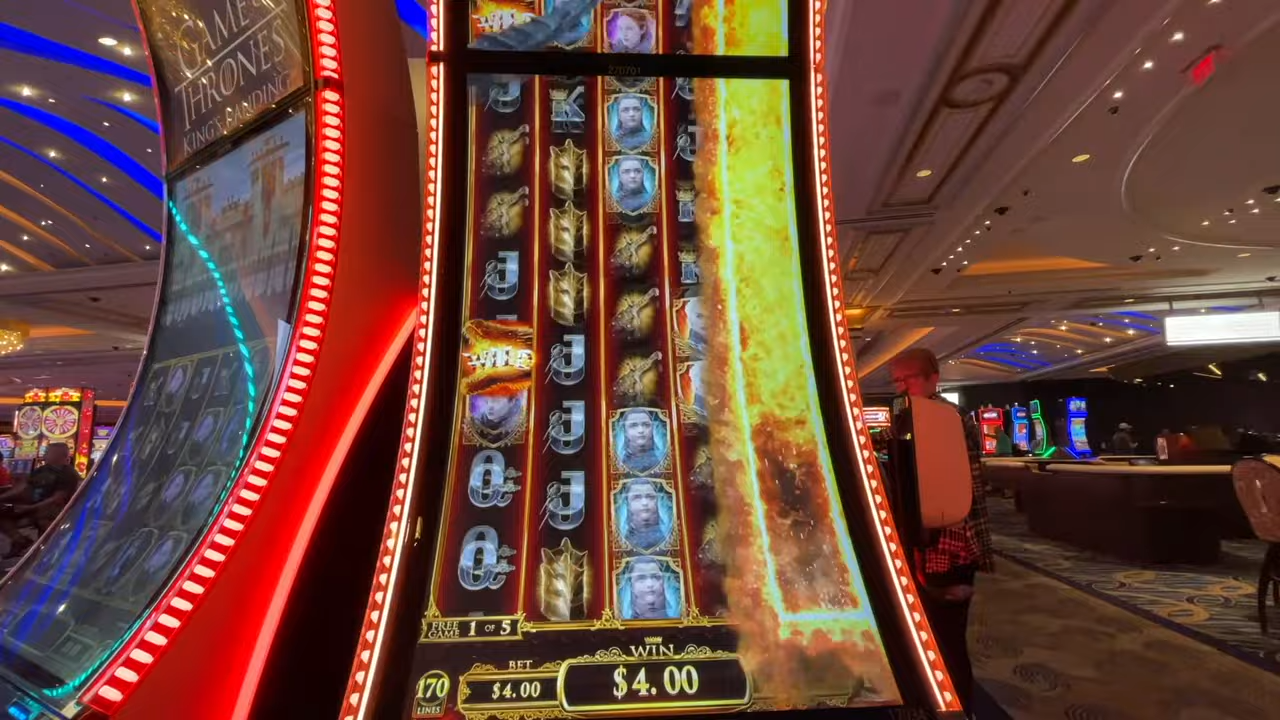 GAME OF
THRONES
KING'S LANDING
270701
J
K
J
J
WILD
J
J
Q
J
Q
FREE
GAME 1 OF 5
WIN
BET
170
LINES
$4.00
$4.00